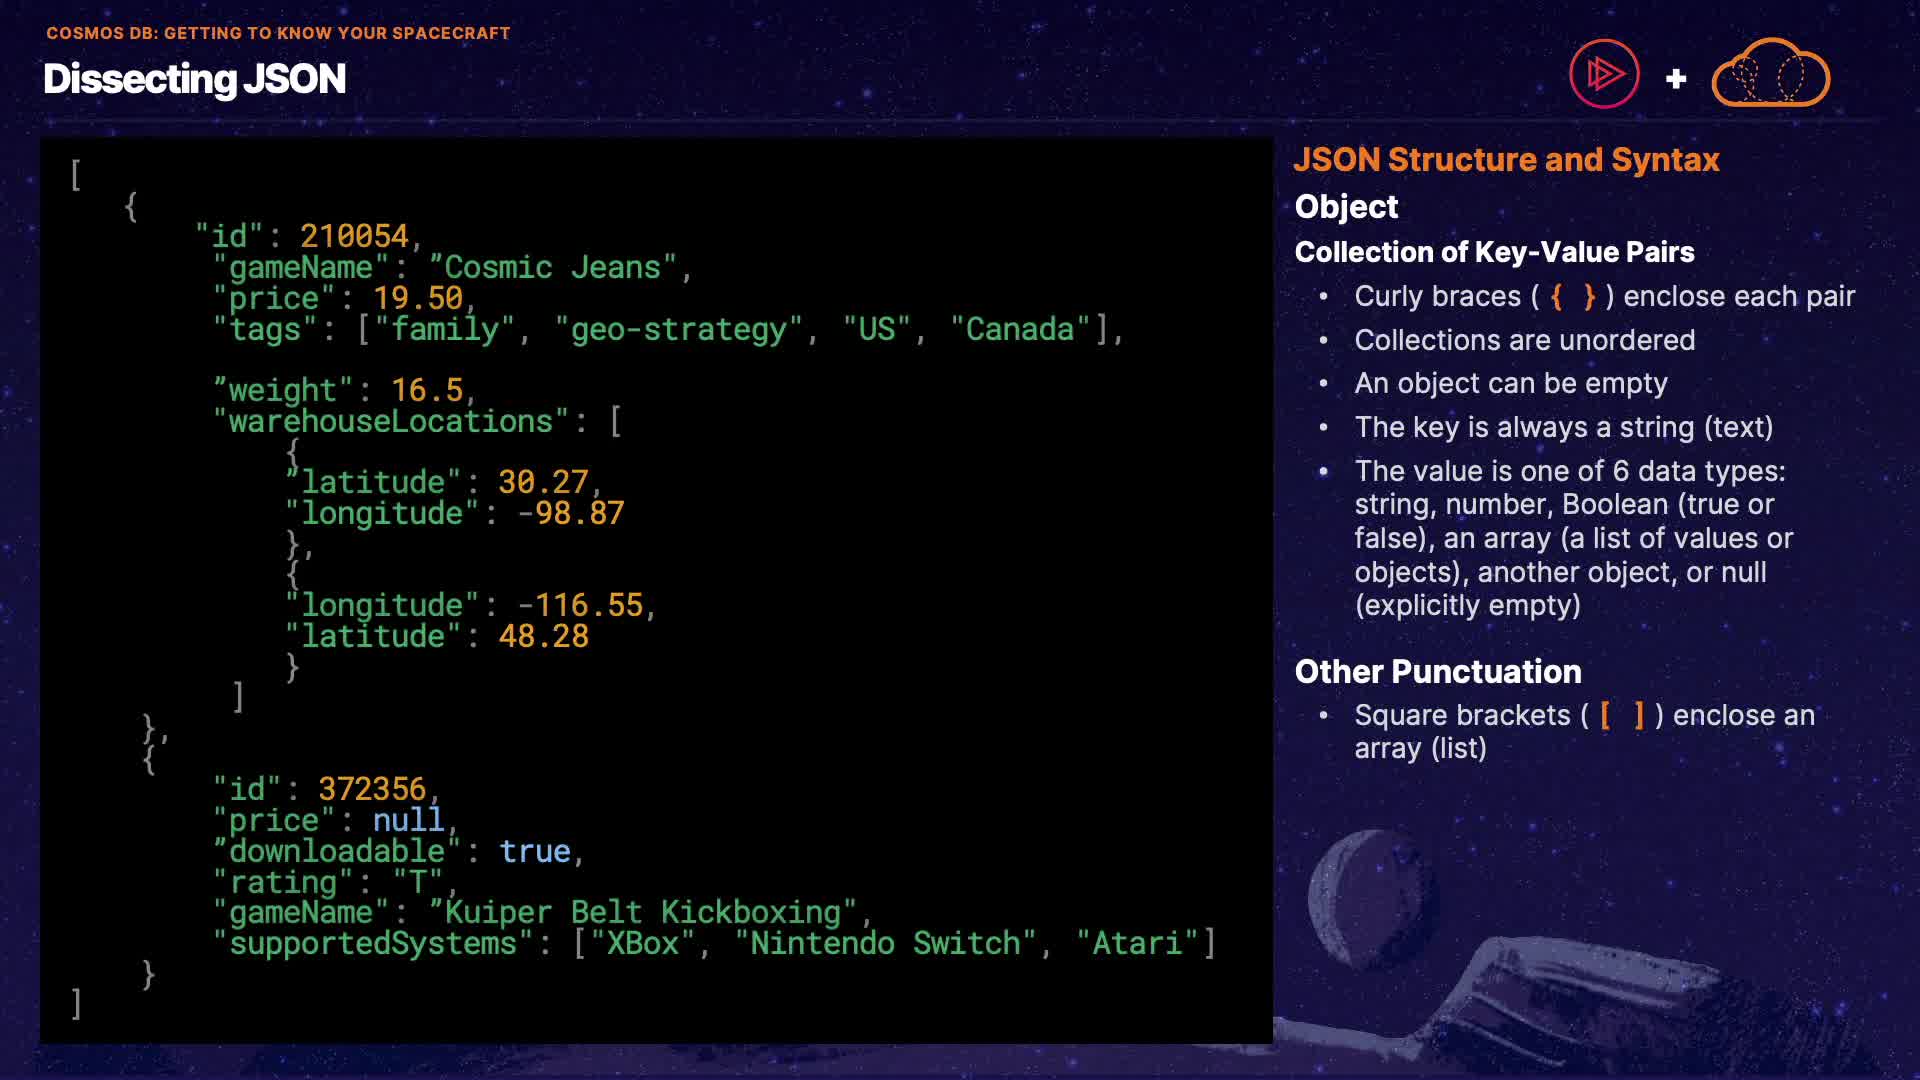 COSMOS DB: GETTING TO KNOW YOUR SPACECRAFT
Dissecting JSON
+
[
{
"id": 210054,
"gameName": ”Cosmic Jeans",
"price": 19.50,
"tags": ["family", "geo-strategy", "US", "Canada"],
”weight": 16.5,
"warehouseLocations": [
{
”latitude": 30.27,
"longitude": -98.87
},
{
"longitude": -116.55,
"latitude": 48.28
}
]
},
{
"id": 372356,
"price": null,
”downloadable": true,
"rating": "T",
"gameName": ”Kuiper Belt Kickboxing",
"supportedSystems": ["XBox", "Nintendo Switch", "Atari"]
}
]
JSON Structure and Syntax
Object
Collection of Key-Value Pairs
• Curly braces ( { } ) enclose each pair
• Collections are unordered
• An object can be empty
• The key is always a string (text)
• The value is one of 6 data types:
string, number, Boolean (true or
false), an array (a list of values or
objects), another object, or null
(explicitly empty)
Other Punctuation
• Square brackets ( [ ] ) enclose an
array (list)